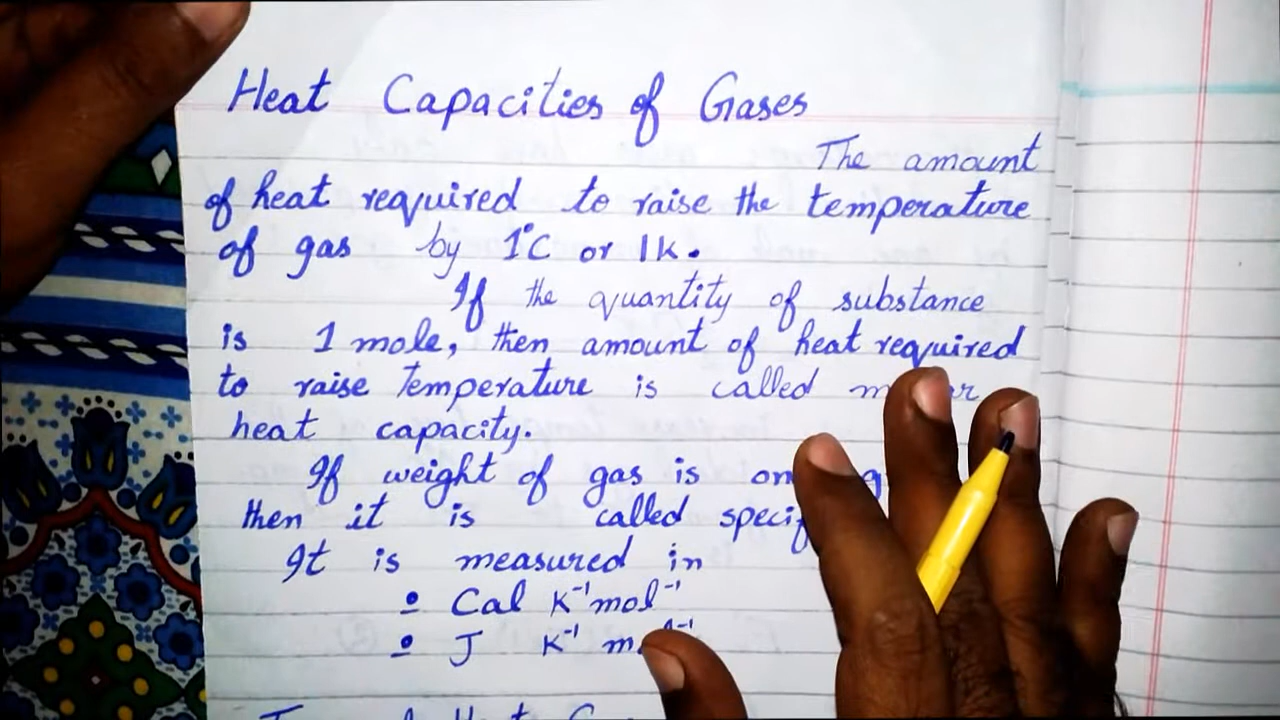 Heat Capacities of Gases
The amount
of heat required to raise the temperature
of gas by 1°C or 1k.
If the quantity of substance
is 1 mole, then amount of heat required
to raise temperature is called
heat capacity.
If weight of gas is
then it is called
It is measured in
• Cal K⁻¹mol⁻¹
• J K⁻¹